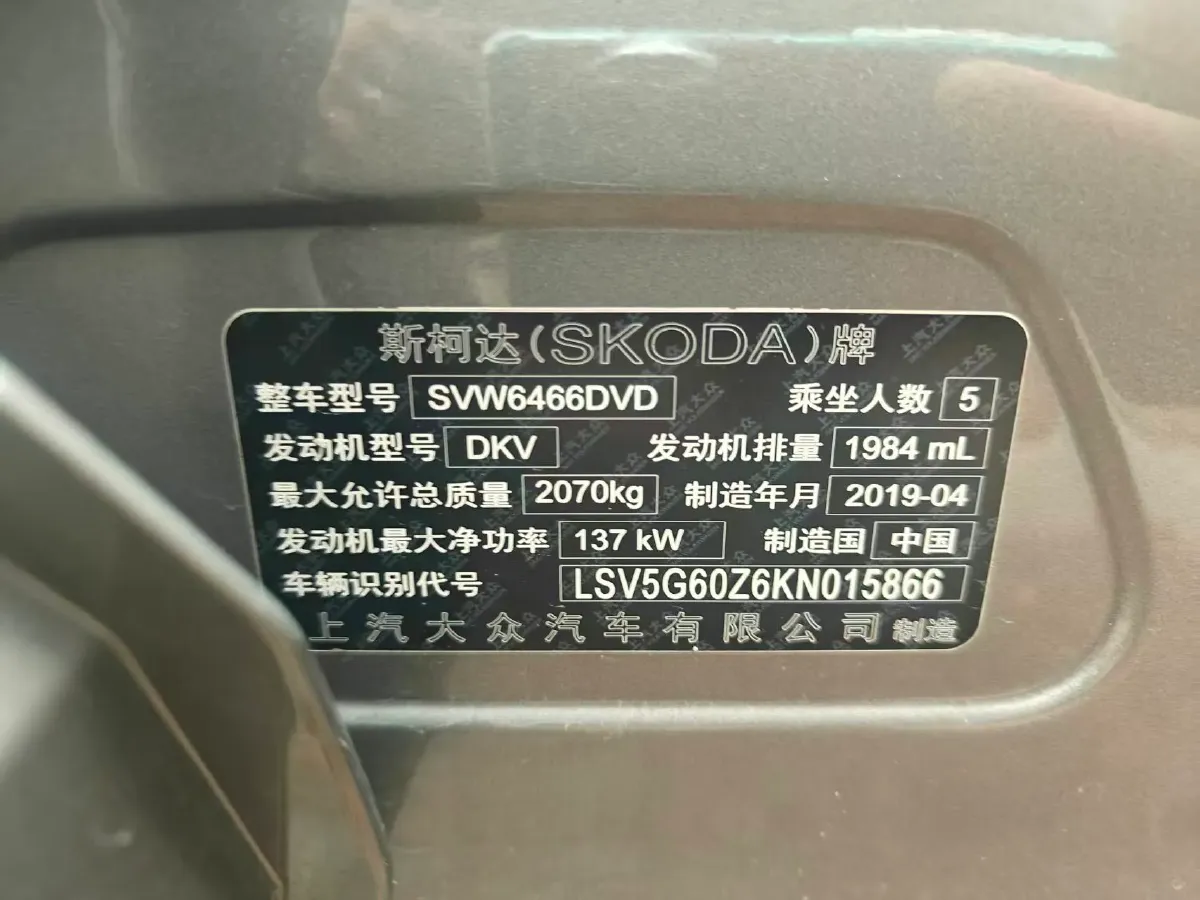 斯柯达(SKODA)牌
整车型号 SVW6466DVD 乘坐人数 5
发动机型号 DKV 发动机排量 1984 mL
最大允许总质量 2070kg 制造年月 2019-04
发动机最大净功率 137 kW 制造国 中国
车辆识别代号 LSV5G60Z6KN015866
上汽大众汽车有限公司 制造